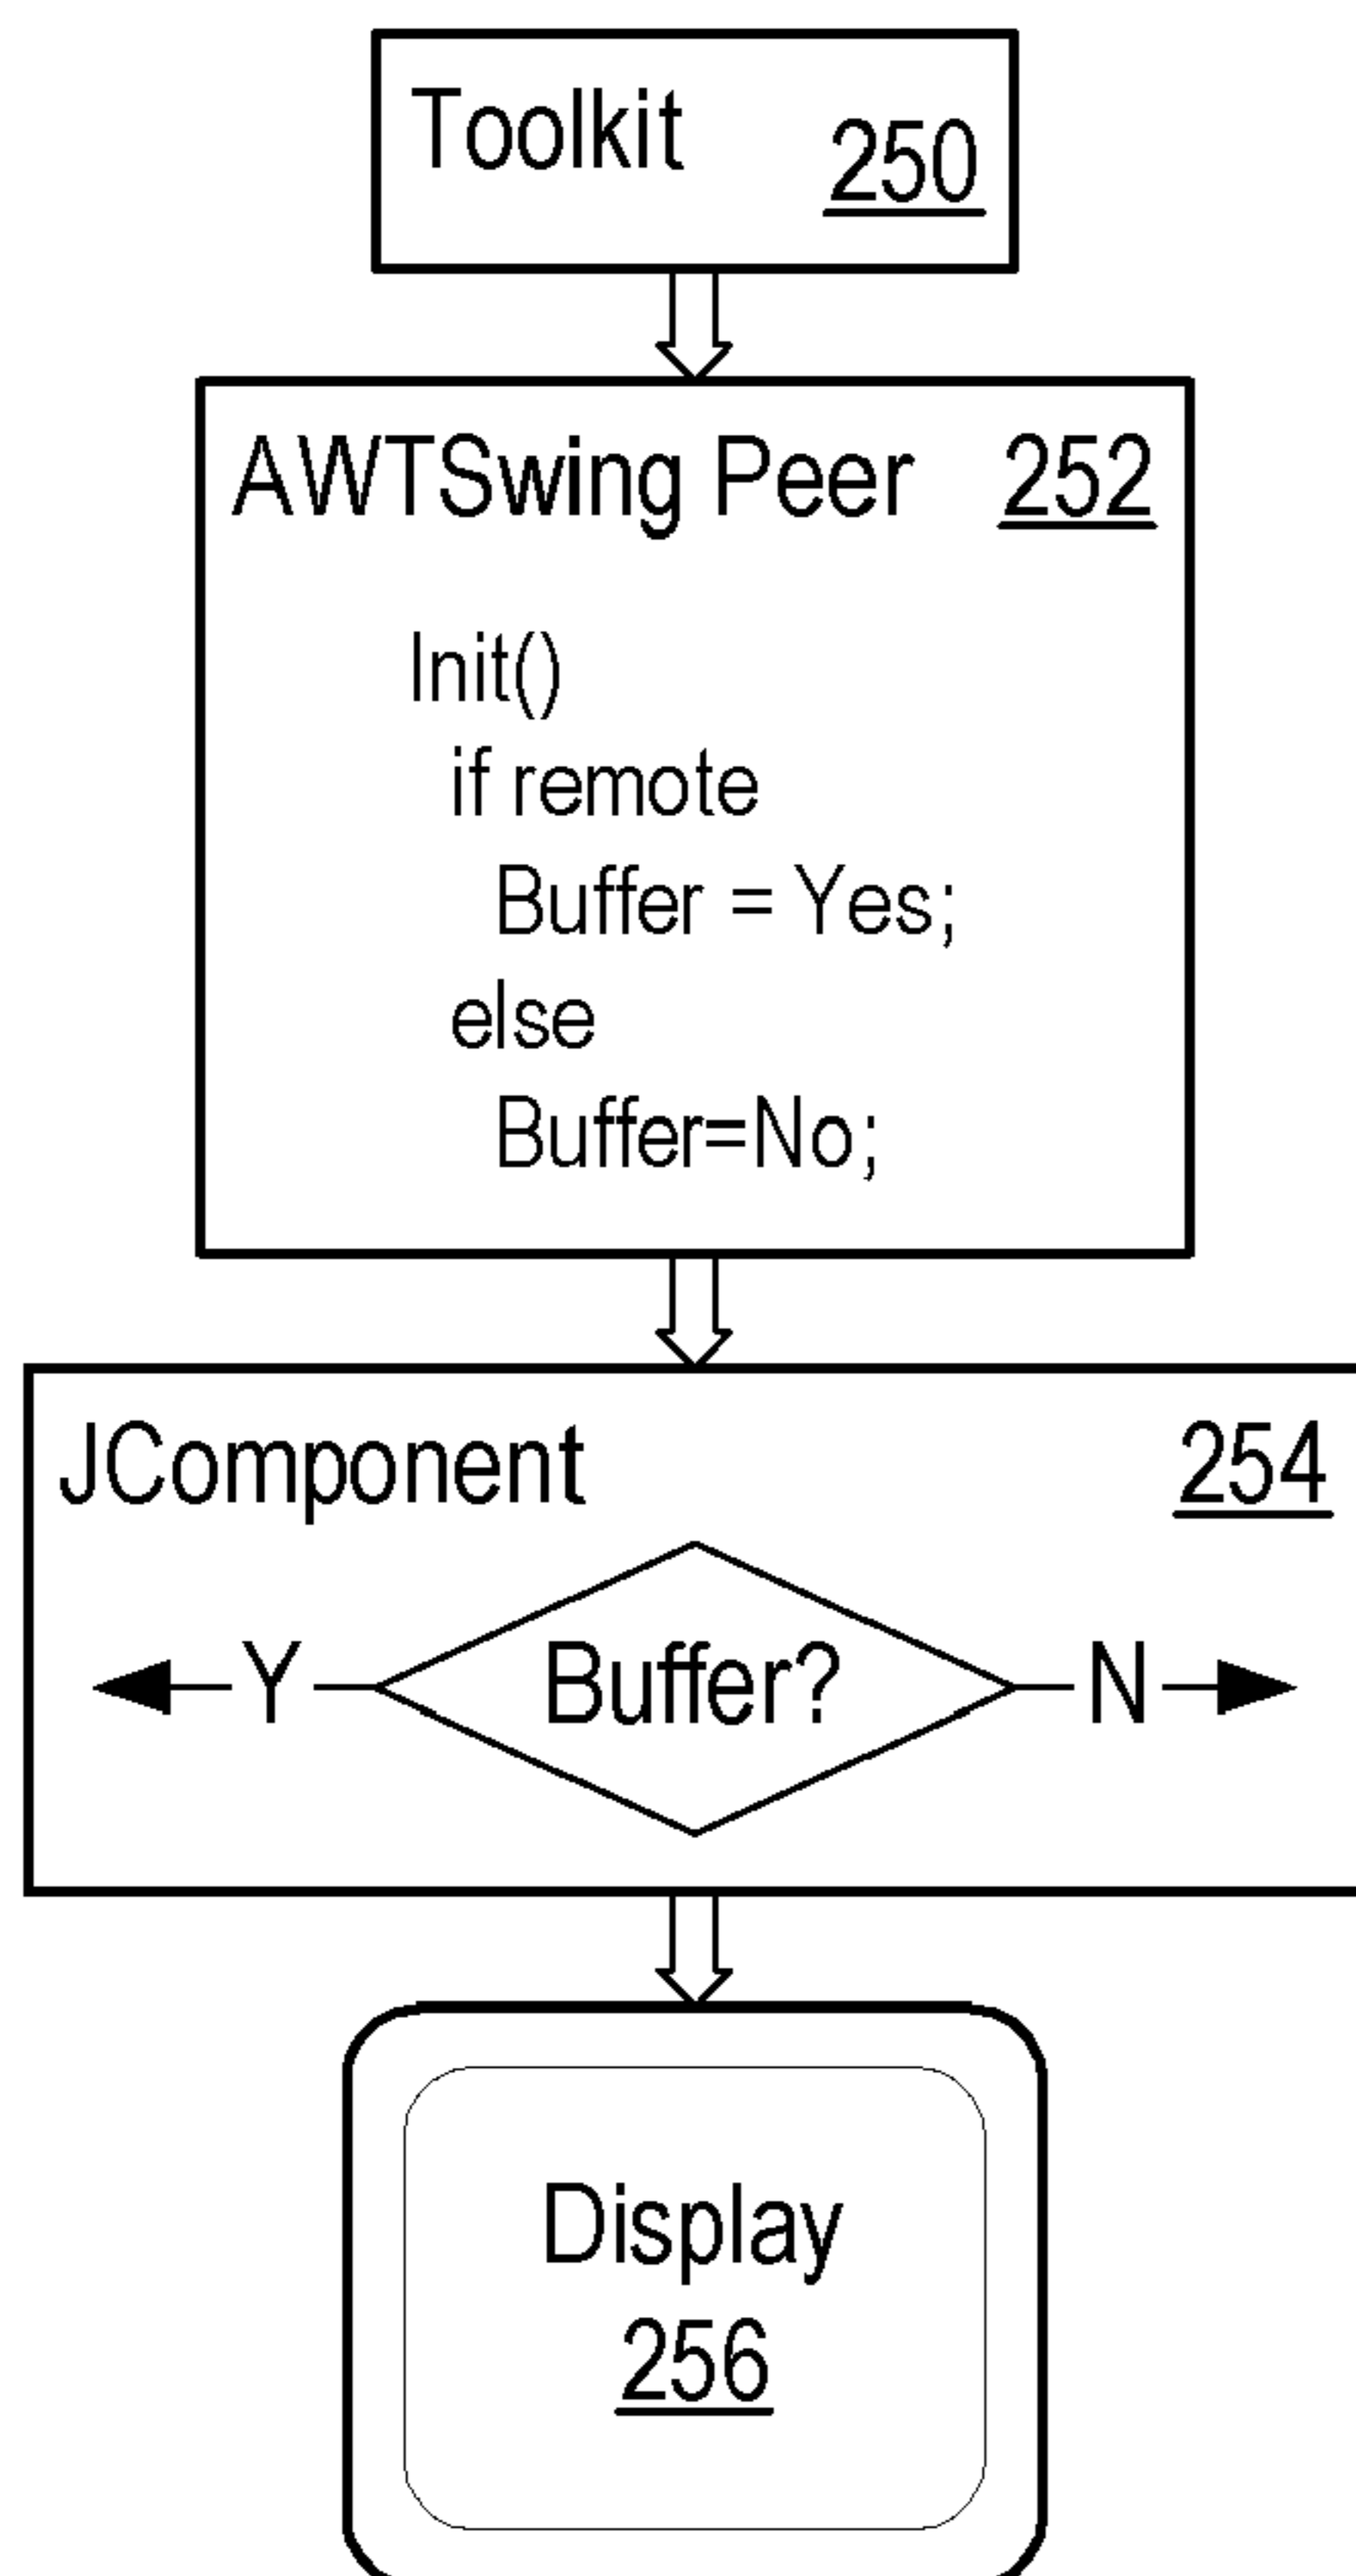 Toolkit 250
AWTSwing Peer 252
Init()
if remote
Buffer = Yes;
else
Buffer=No;
JComponent 254
Y Buffer? N
Display
256